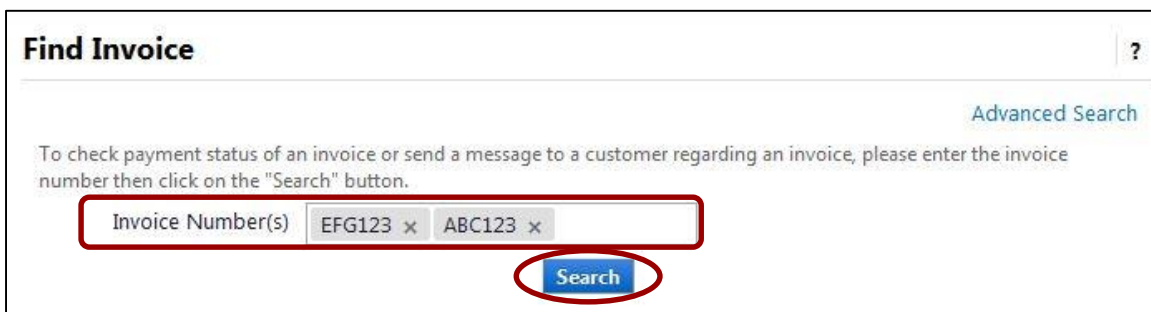 Find Invoice ?
Advanced Search
To check payment status of an invoice or send a message to a customer regarding an invoice, please enter the invoice
number then click on the "Search" button.
Invoice Number(s) EFG123 × ABC123 ×
Search